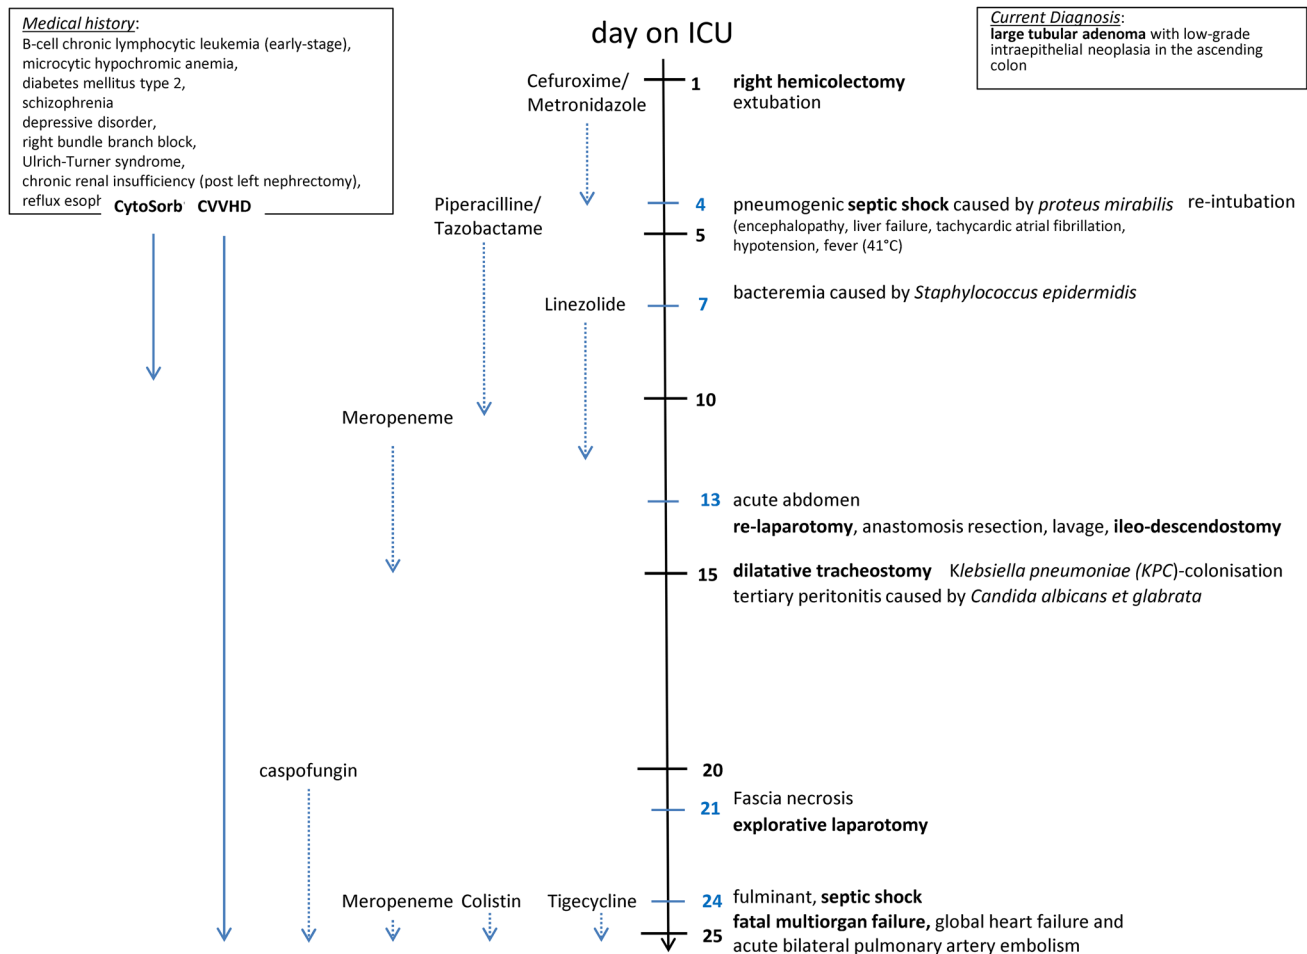 Medical history:
B-cell chronic lymphocytic leukemia (early-stage),
microcytic hypochromic anemia,
diabetes mellitus type 2,
schizophrenia
depressive disorder,
right bundle branch block,
Ulrich-Turner syndrome,
chronic renal insufficiency (post left nephrectomy),
reflux esoph
CytoSorb CVVHD
day on ICU
Current Diagnosis:
large tubular adenoma with low-grade
intraepithelial neoplasia in the ascending
colon
Cefuroxime/
Metronidazole
1 right hemicolectomy
extubation
Piperacilline/
Tazobactame
4 pneumogenic septic shock caused by proteus mirabilis re-intubation
5 (encephalopathy, liver failure, tachycardic atrial fibrillation,
hypotension, fever (41°C)
Linezolide
7 bacteremia caused by Staphylococcus epidermidis
10
Meropeneme
13 acute abdomen
re-laparotomy, anastomosis resection, lavage, ileo-descendostomy
15 dilatative tracheostomy Klebsiella pneumoniae (KPC)-colonisation
tertiary peritonitis caused by Candida albicans et glabrata
caspofungin
20
21 Fascia necrosis
explorative laparotomy
Meropeneme Colistin Tigecycline
24 fulminant, septic shock
fatal multiorgan failure, global heart failure and
25 acute bilateral pulmonary artery embolism